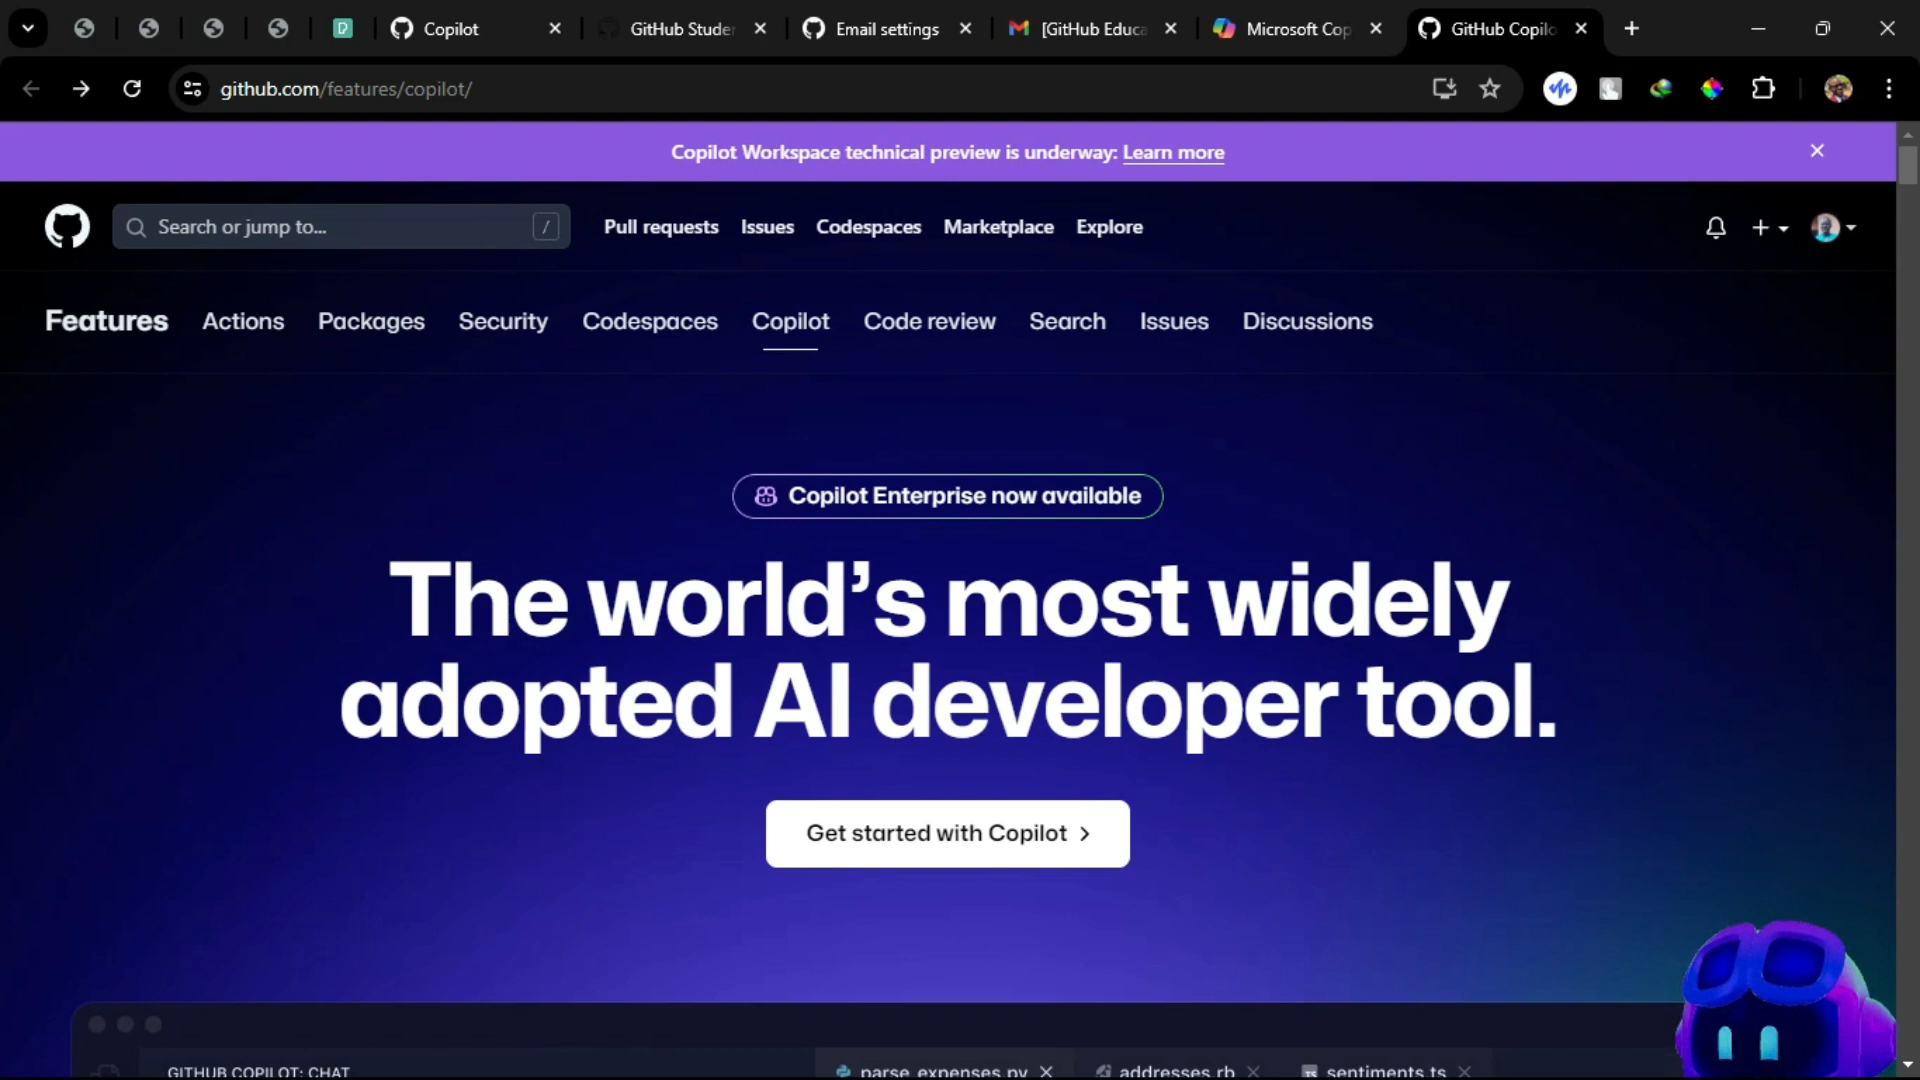 Copilot
GitHub Studer
Email settings
[GitHub Educa
Microsoft Cop
GitHub Copilo
github.com/features/copilot/
Copilot Workspace technical preview is underway: Learn more
Search or jump to... /
Pull requests Issues Codespaces Marketplace Explore
Features Actions Packages Security Codespaces Copilot Code review Search Issues Discussions
Copilot Enterprise now available
The world’s most widely
adopted AI developer tool.
Get started with Copilot
GITHUB COPILOT: CHAT
parse_expenses.py
addresses.rb
TS sentiments.ts